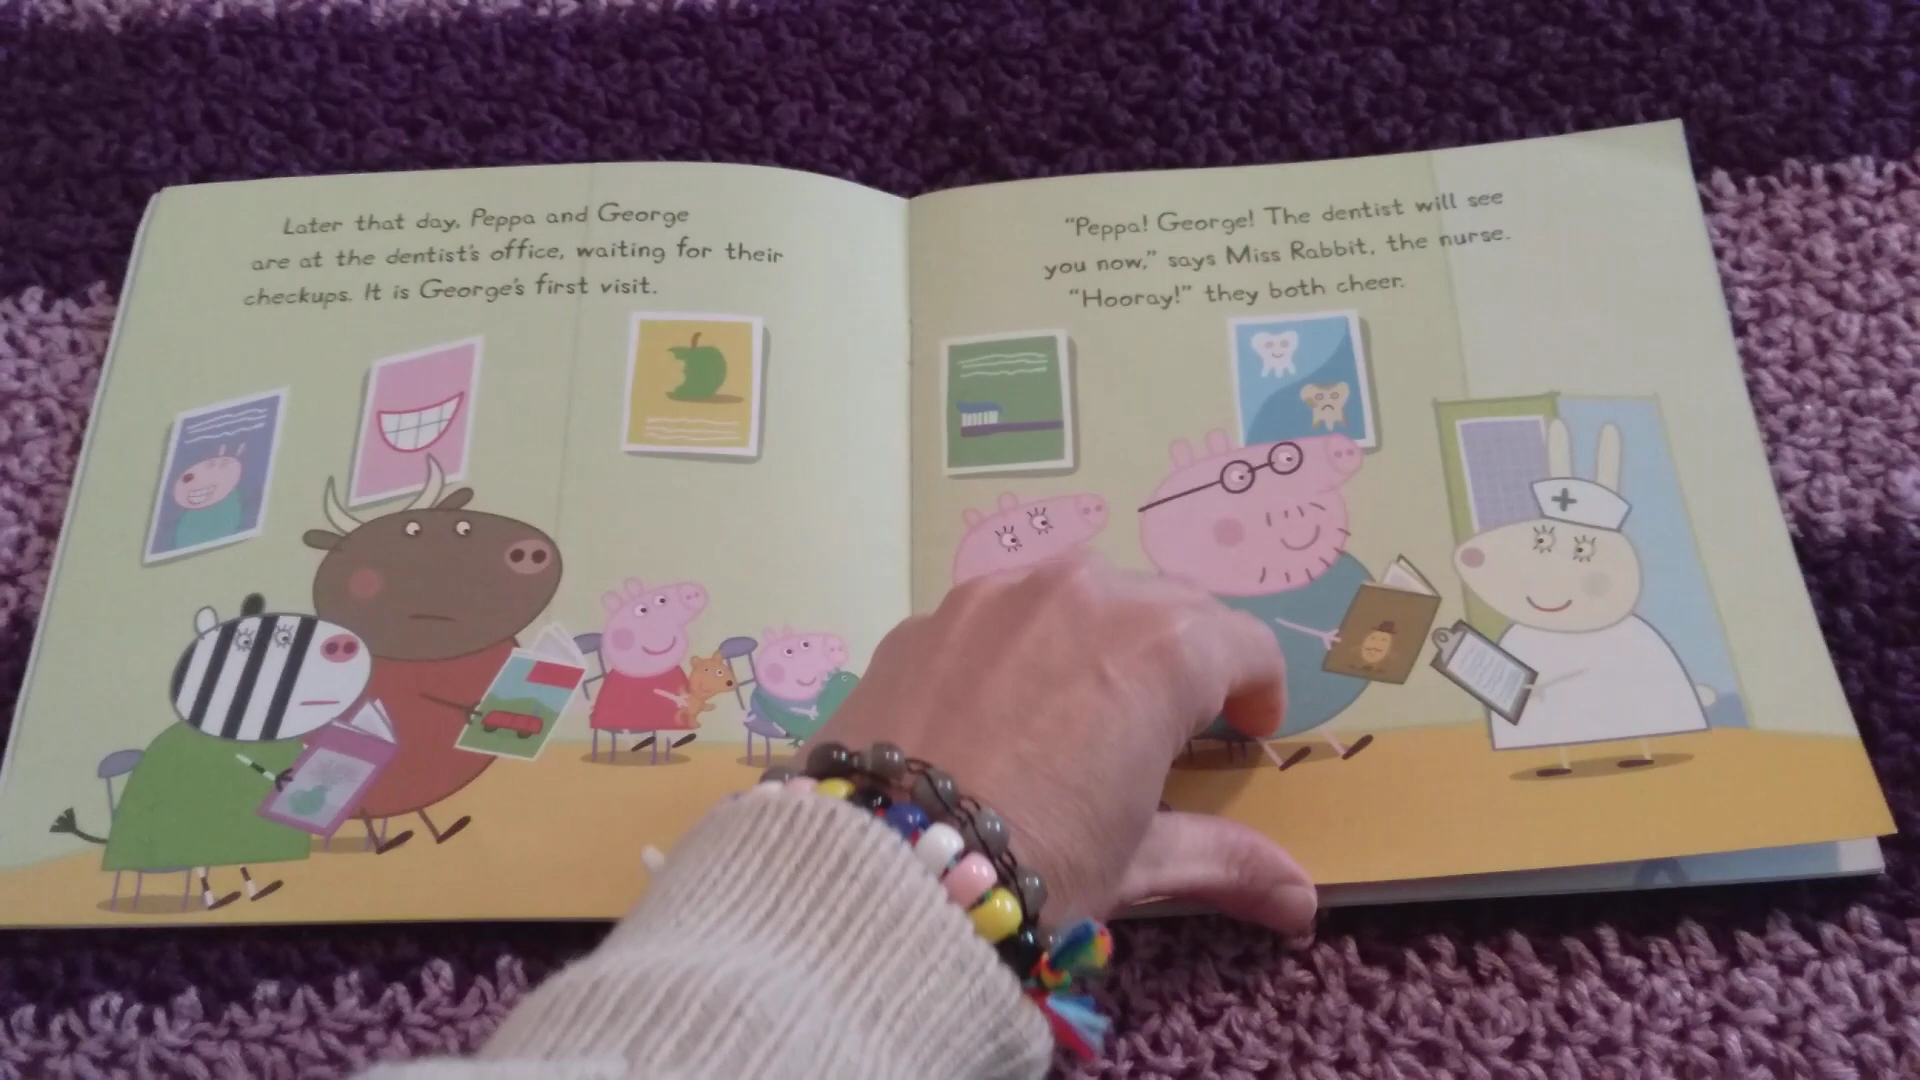 Later that day, Peppa and George
are at the dentist's office, waiting for their
checkups. It is George's first visit.
"Peppa! George! The dentist will see
you now," says Miss Rabbit, the nurse.
"Hooray!" they both cheer.